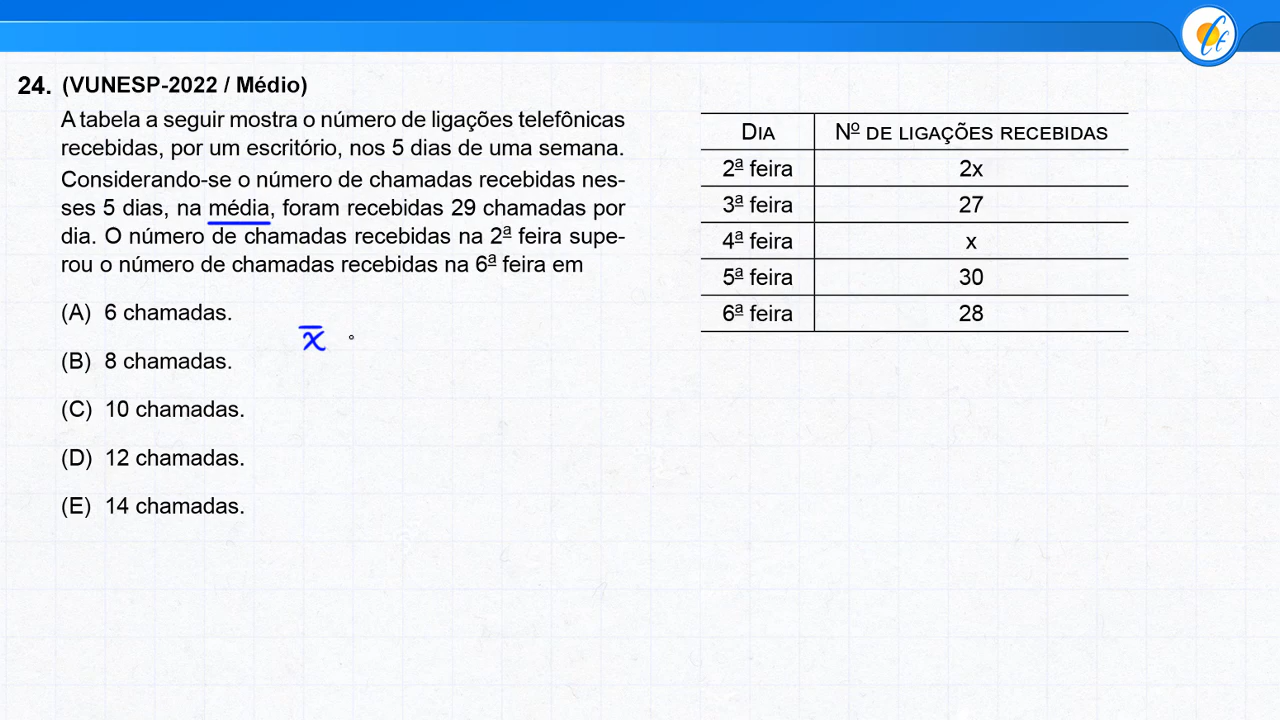 24. (VUNESP-2022 / Médio)
A tabela a seguir mostra o número de ligações telefônicas
recebidas, por um escritório, nos 5 dias de uma semana.
Considerando-se o número de chamadas recebidas nes-
ses 5 dias, na média, foram recebidas 29 chamadas por
dia. O número de chamadas recebidas na 2ª feira supe-
rou o número de chamadas recebidas na 6ª feira em
(A) 6 chamadas.
(B) 8 chamadas.
(C) 10 chamadas.
(D) 12 chamadas.
(E) 14 chamadas.
x̅
DIA Nº DE LIGAÇÕES RECEBIDAS
2ª feira 2x
3ª feira 27
4ª feira x
5ª feira 30
6ª feira 28